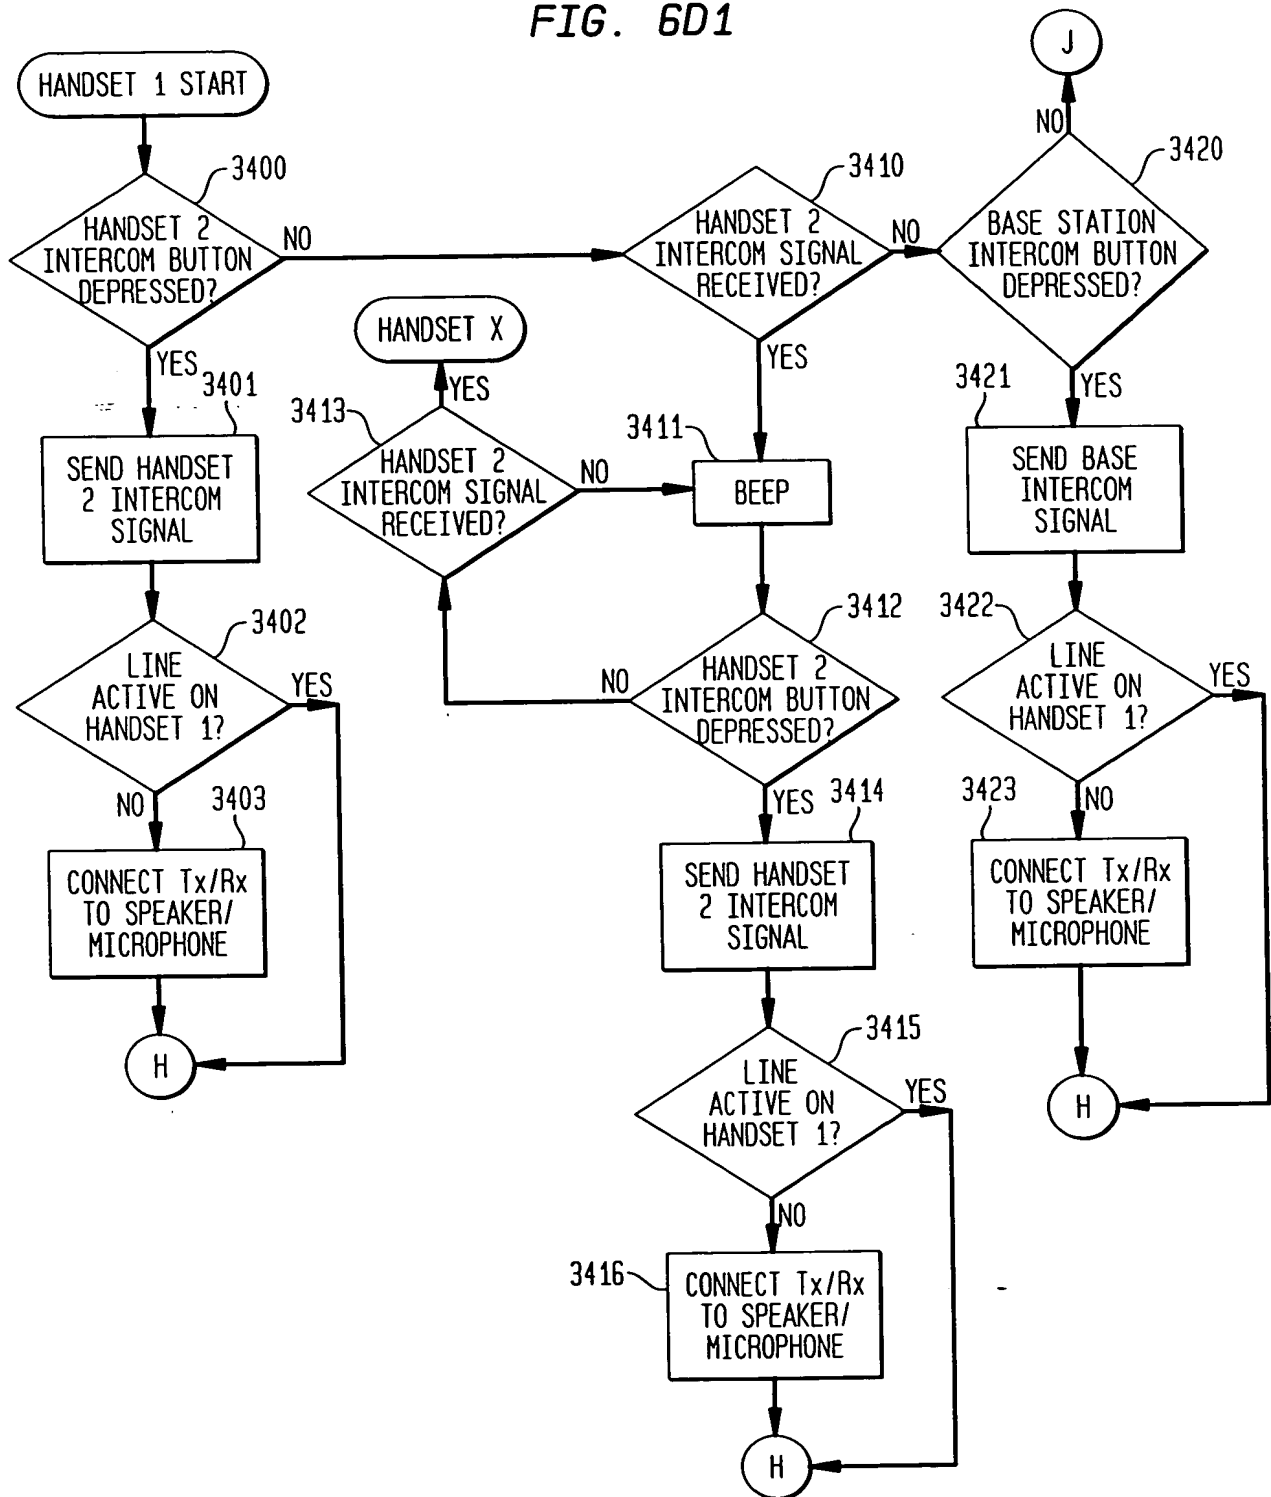 FIG. 6D1
HANDSET 1 START
3400
HANDSET 2
INTERCOM BUTTON
DEPRESSED?
NO
YES
3401
SEND HANDSET
2 INTERCOM
SIGNAL
3402
LINE
ACTIVE ON
HANDSET 1?
YES
NO
3403
CONNECT Tx/Rx
TO SPEAKER/
MICROPHONE
H
3410
HANDSET 2
INTERCOM SIGNAL
RECEIVED?
NO
YES
HANDSET X
YES
3413
HANDSET 2
INTERCOM SIGNAL
RECEIVED?
NO
3411
BEEP
3412
HANDSET 2
INTERCOM BUTTON
DEPRESSED?
NO
YES
3414
SEND HANDSET
2 INTERCOM
SIGNAL
3415
LINE
ACTIVE ON
HANDSET 1?
YES
NO
3416
CONNECT Tx/Rx
TO SPEAKER/
MICROPHONE
H
J
NO
3420
BASE STATION
INTERCOM BUTTON
DEPRESSED?
YES
3421
SEND BASE
INTERCOM
SIGNAL
3422
LINE
ACTIVE ON
HANDSET 1?
YES
NO
3423
CONNECT Tx/Rx
TO SPEAKER/
MICROPHONE
H